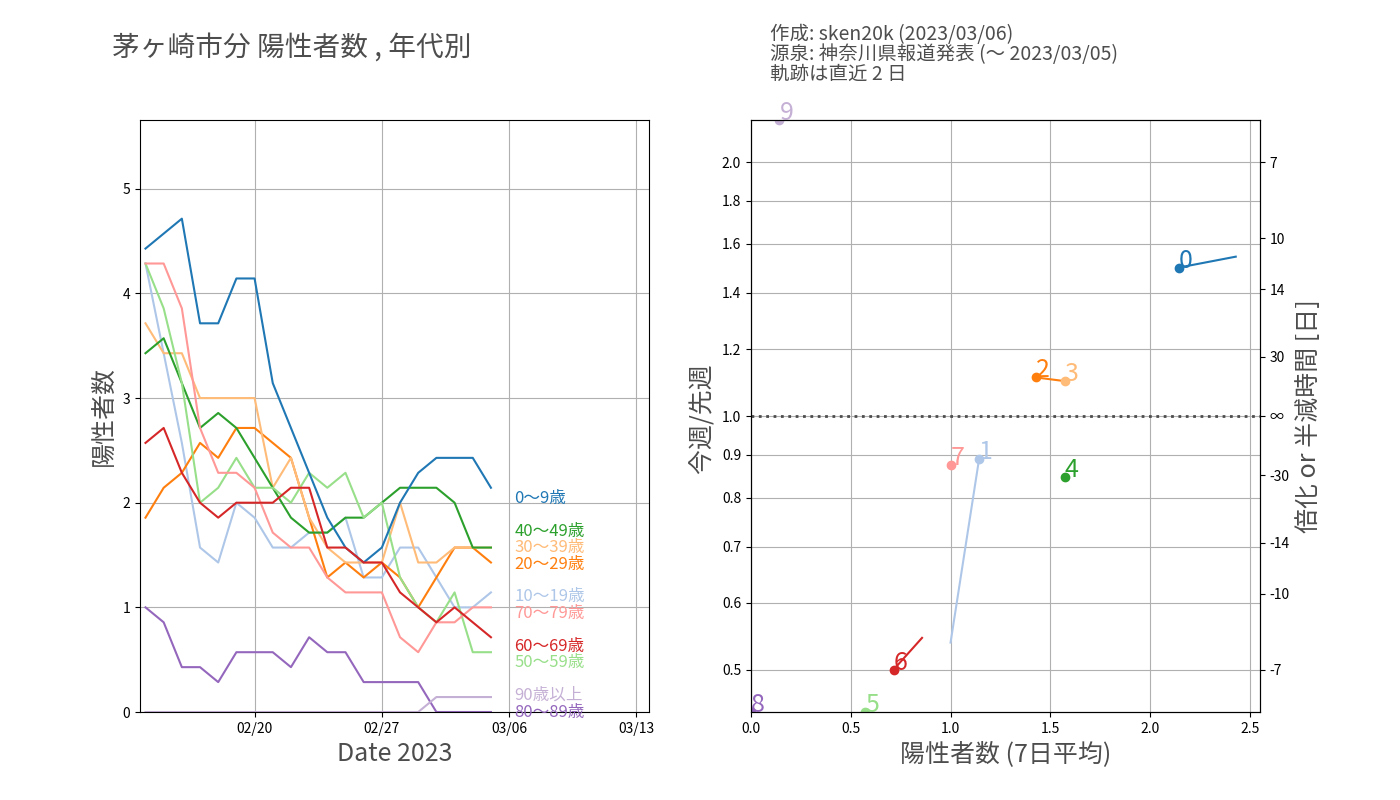 茅ヶ崎市分 陽性者数 , 年代別
作成: sken20k (2023/03/06)
源泉: 神奈川県報道発表 (〜 2023/03/05)
軌跡は直近 2 日
陽性者数
5
4
3
2
1
0
02/20
02/27
03/06
03/13
Date 2023
0〜9歳
40〜49歳
30〜39歳
20〜29歳
10〜19歳
70〜79歳
60〜69歳
50〜59歳
90歳以上
80〜89歳
今週/先週
2.0
1.8
1.6
1.4
1.2
1.0
0.9
0.8
0.7
0.6
0.5
9
0
2
3
1
7
4
6
5
8
0.0
0.5
1.0
1.5
2.0
2.5
陽性者数 (7日平均)
7
10
14
30
∞
-30
-14
-10
-7
倍化 or 半減時間 [日]